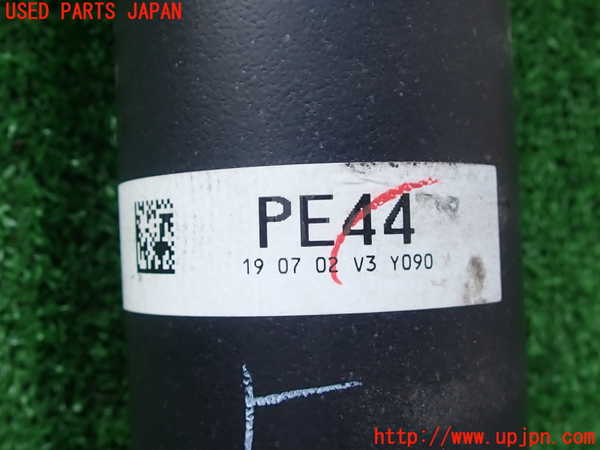 USED PARTS JAPAN
PE44
19 07 02 V3 Y090
http://www.upjpn.com